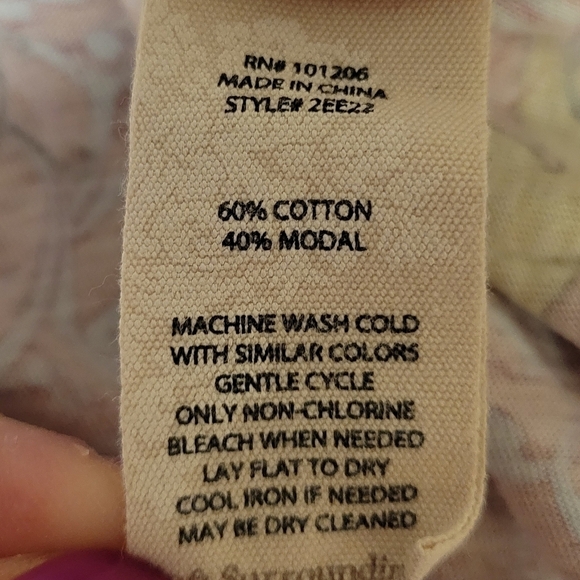 RN# 101206
MADE IN CHINA
STYLE# 2EE22
60% COTTON
40% MODAL
MACHINE WASH COLD
WITH SIMILAR COLORS
GENTLE CYCLE
ONLY NON-CHLORINE
BLEACH WHEN NEEDED
LAY FLAT TO DRY
COOL IRON IF NEEDED
MAY BE DRY CLEANED